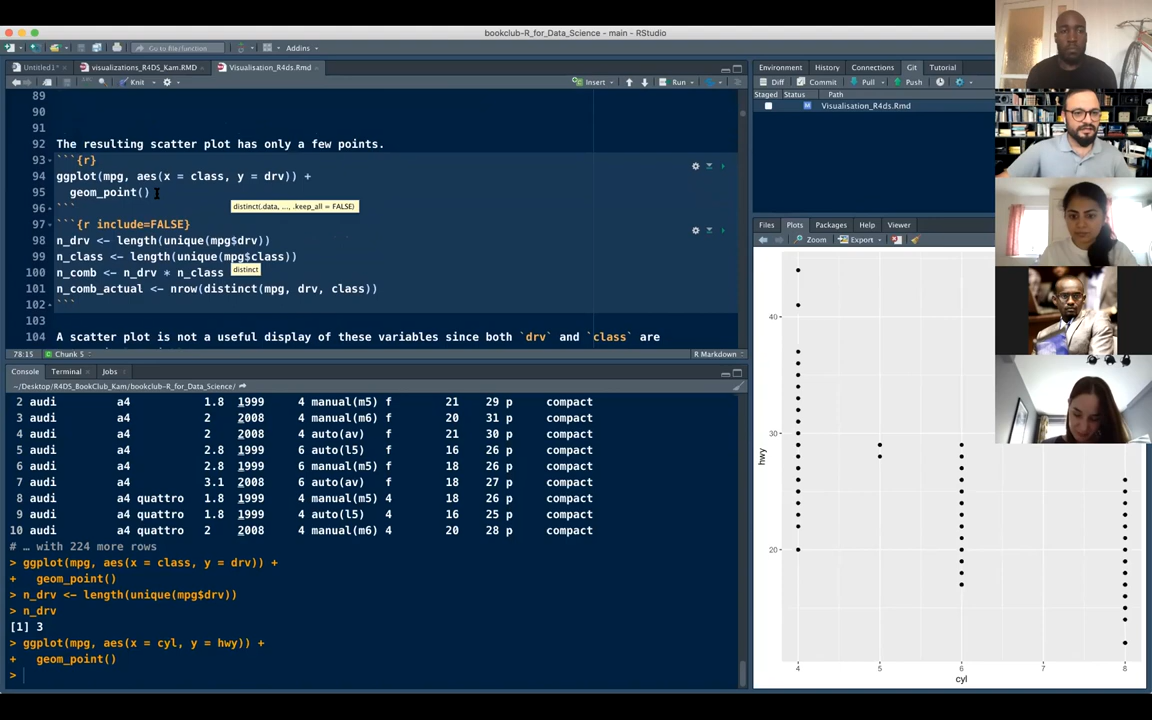 bookclub-R_for_Data_Science - main - RStudio
Go to file/function
Addins
Untitled1*
visualizations_R4DS_Kam.RMD
Visualisation_R4ds.Rmd
Knit
Insert
Run
89
90
91
92 The resulting scatter plot has only a few points.
93 ```{r}
94 ggplot(mpg, aes(x = class, y = drv)) +
95 geom_point()
96 ```
distinct(.data, ..., .keep_all = FALSE)
97 ```{r include=FALSE}
98 n_drv <- length(unique(mpg$drv))
99 n_class <- length(unique(mpg$class))
distinct
100 n_comb <- n_drv * n_class
101 n_comb_actual <- nrow(distinct(mpg, drv, class))
102 ```
103
104 A scatter plot is not a useful display of these variables since both `drv` and `class` are
78:15
Chunk 5
R Markdown
Console
Terminal
Jobs
~/Desktop/R4DS_BookClub_Kam/bookclub-R_for_Data_Science/
2 audi a4 1.8 1999 4 manual(m5) f 21 29 p compact
3 audi a4 2 2008 4 manual(m6) f 20 31 p compact
4 audi a4 2 2008 4 auto(av) f 21 30 p compact
5 audi a4 2.8 1999 6 auto(l5) f 16 26 p compact
6 audi a4 2.8 1999 6 manual(m5) f 18 26 p compact
7 audi a4 3.1 2008 6 auto(av) f 18 27 p compact
8 audi a4 quattro 1.8 1999 4 manual(m5) 4 18 26 p compact
9 audi a4 quattro 1.8 1999 4 auto(l5) 4 16 25 p compact
10 audi a4 quattro 2 2008 4 manual(m6) 4 20 28 p compact
# … with 224 more rows
> ggplot(mpg, aes(x = class, y = drv)) +
+ geom_point()
> n_drv <- length(unique(mpg$drv))
> n_drv
[1] 3
> ggplot(mpg, aes(x = cyl, y = hwy)) +
+ geom_point()
>
Environment
History
Connections
Git
Tutorial
Diff
Commit
Pull
Push
Staged Status Path
M Visualisation_R4ds.Rmd
Files
Plots
Packages
Help
Viewer
Zoom
Export
40
30
20
hwy
4 5 6 7 8
cyl